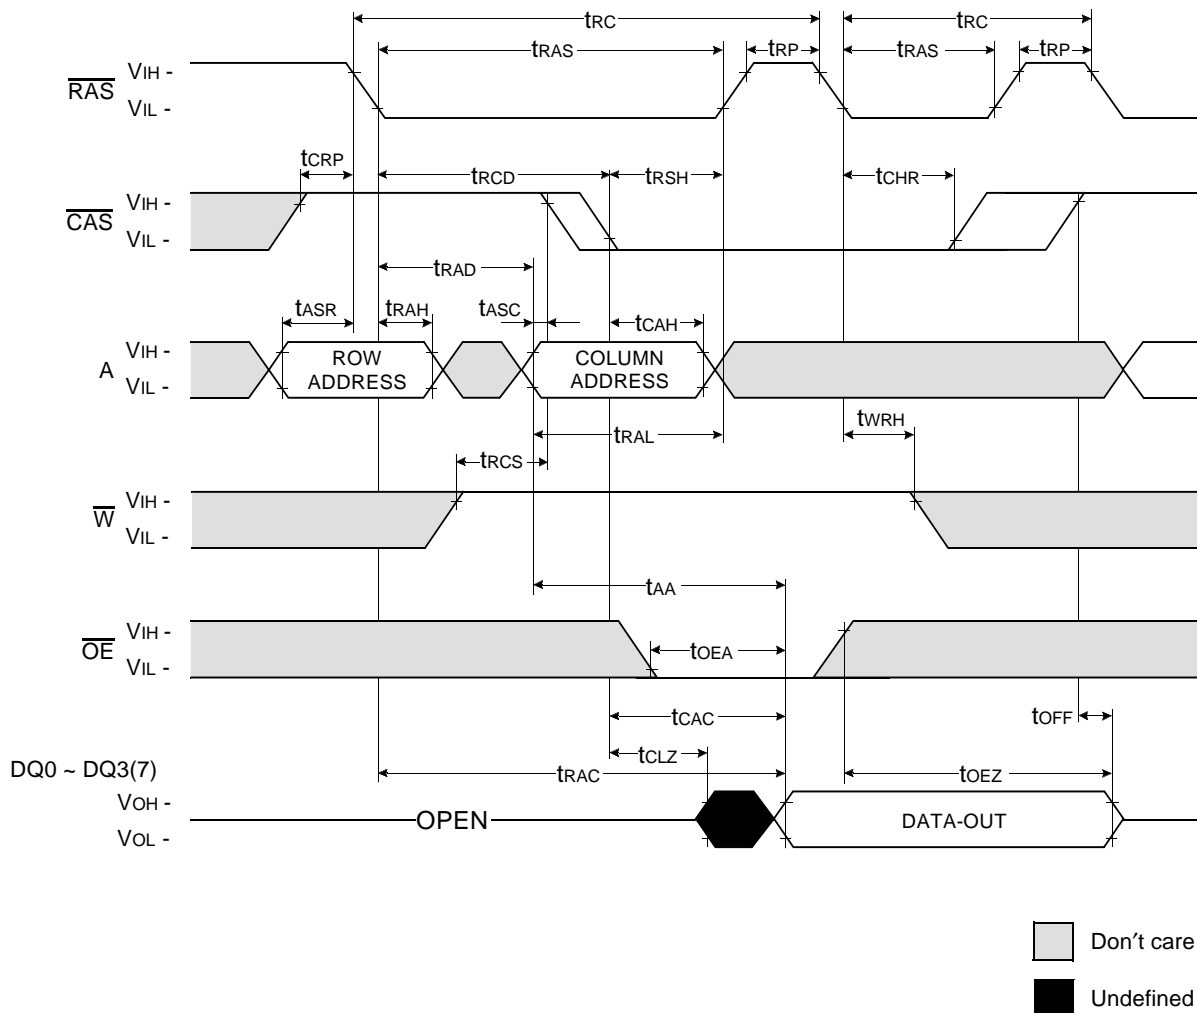 tRC tRC
tRAS tRP tRAS tRP
RAS VIH -
VIL -
tCRP tRCD tRSH tCHR
CAS VIH -
VIL -
tRAD
tASR tRAH tASC tCAH
A VIH -
VIL -
ROW
ADDRESS
COLUMN
ADDRESS
tWRH
tRAL
tRCS
W VIH -
VIL -
tAA
OE VIH -
VIL -
tOEA
tCAC tOFF
tCLZ
DQ0 ~ DQ3(7) tRAC tOEZ
VOH -
VOL -
OPEN DATA-OUT
Don′t care
Undefined